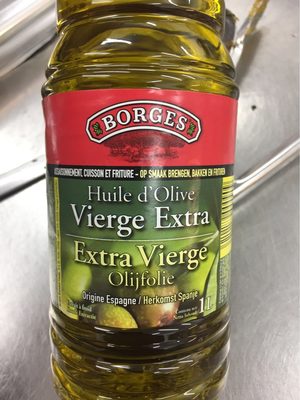 BORGES
ASSAISONNEMENT, CUISSON ET FRITURE - OP SMAAK BRENGEN, BAKKEN EN FRITUREN
Huile d'Olive
Vierge Extra
Extra Vierge
Olijfolie
Origine Espagne / Herkomst Spanje
1 L